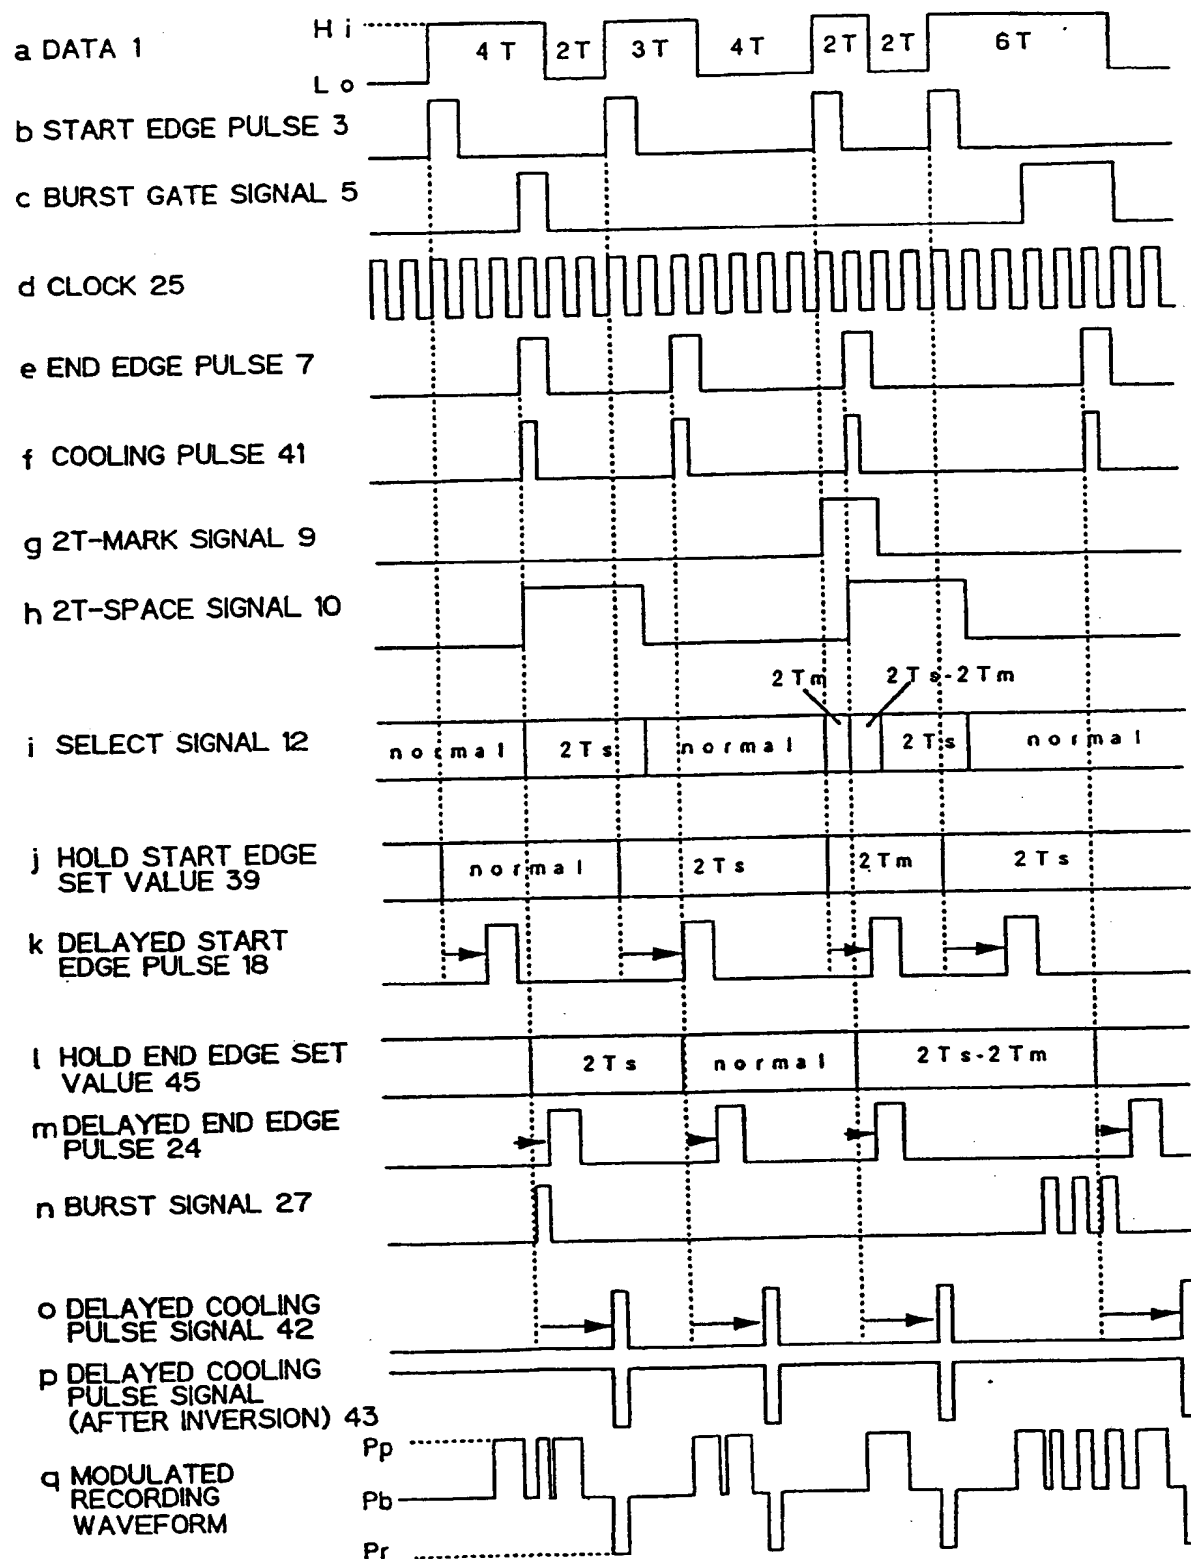 a DATA 1
Hi
Lo
4T 2T 3T 4T 2T 2T 6T
b START EDGE PULSE 3
c BURST GATE SIGNAL 5
d CLOCK 25
e END EDGE PULSE 7
f COOLING PULSE 41
g 2T-MARK SIGNAL 9
h 2T-SPACE SIGNAL 10
2Tm 2Ts-2Tm
i SELECT SIGNAL 12
normal 2Ts normal 2Ts normal
j HOLD START EDGE
SET VALUE 39
normal 2Ts 2Tm 2Ts
k DELAYED START
EDGE PULSE 18
l HOLD END EDGE SET
VALUE 45
2Ts normal 2Ts-2Tm
m DELAYED END EDGE
PULSE 24
n BURST SIGNAL 27
o DELAYED COOLING
PULSE SIGNAL 42
p DELAYED COOLING
PULSE SIGNAL
(AFTER INVERSION) 43
q MODULATED
RECORDING
WAVEFORM
Pp
Pb
Pr